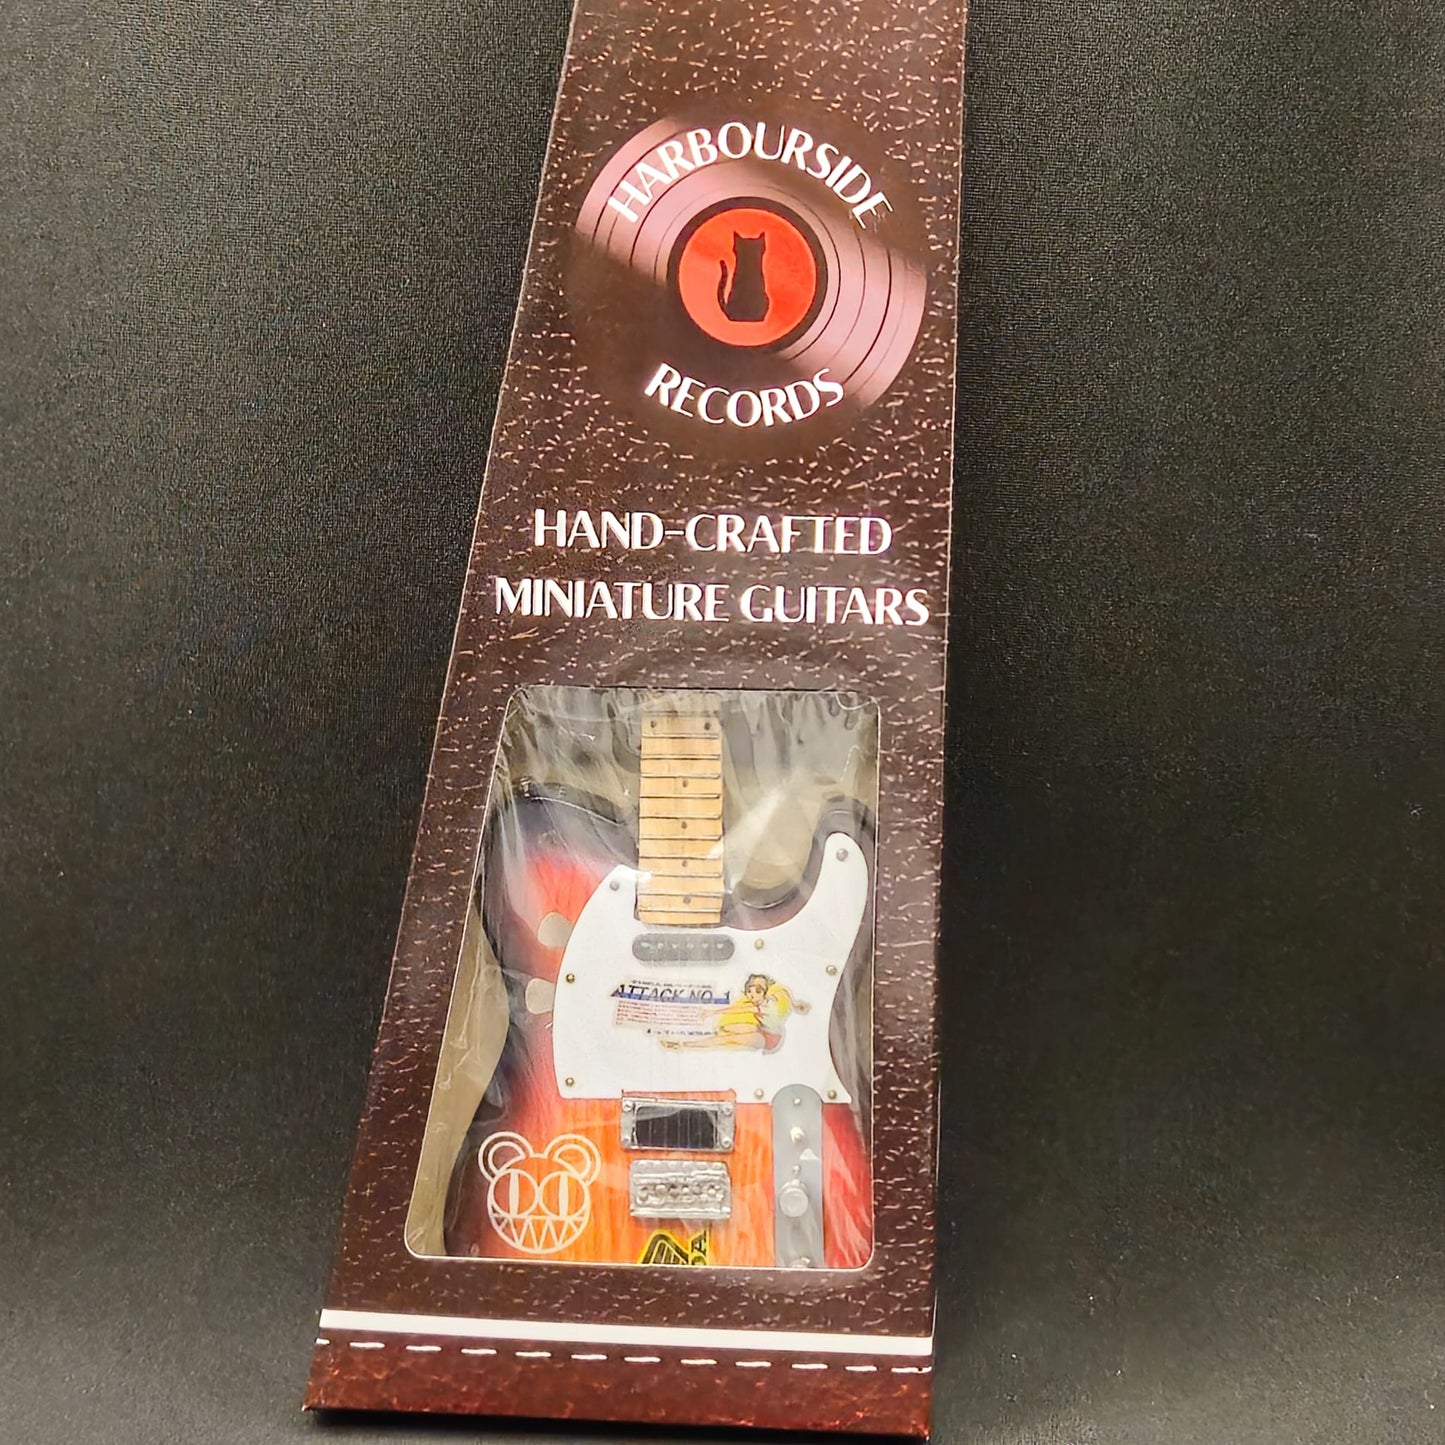 HARBOURSIDE
RECORDS
HAND-CRAFTED
MINIATURE GUITARS
ATTACK NO. 1